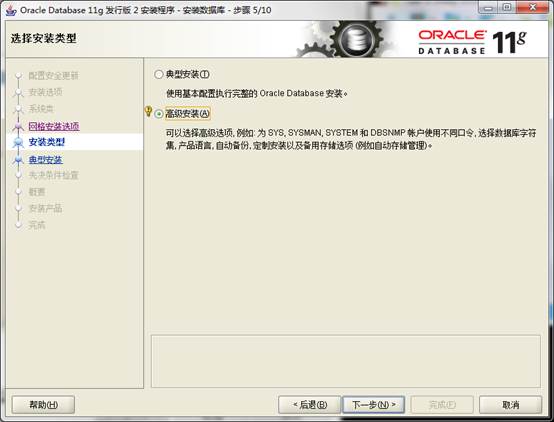 Oracle Database 11g 发行版 2 安装程序 - 安装数据库 - 步骤 5/10
选择安装类型
ORACLE
DATABASE
11g
配置安全更新
安装选项
系统类
网格安装选项
安装类型
典型安装
先决条件检查
概要
安装产品
完成
典型安装(T)
使用基本配置执行完整的 Oracle Database 安装。
高级安装(A)
可以选择高级选项, 例如: 为 SYS, SYSMAN, SYSTEM 和 DBSNMP 帐户使用不同口令, 选择数据库字符
集, 产品语言, 自动备份, 定制安装以及备用存储选项 (例如自动存储管理)。
帮助(H)
< 后退(B)
下一步(N) >
完成(F)
取消